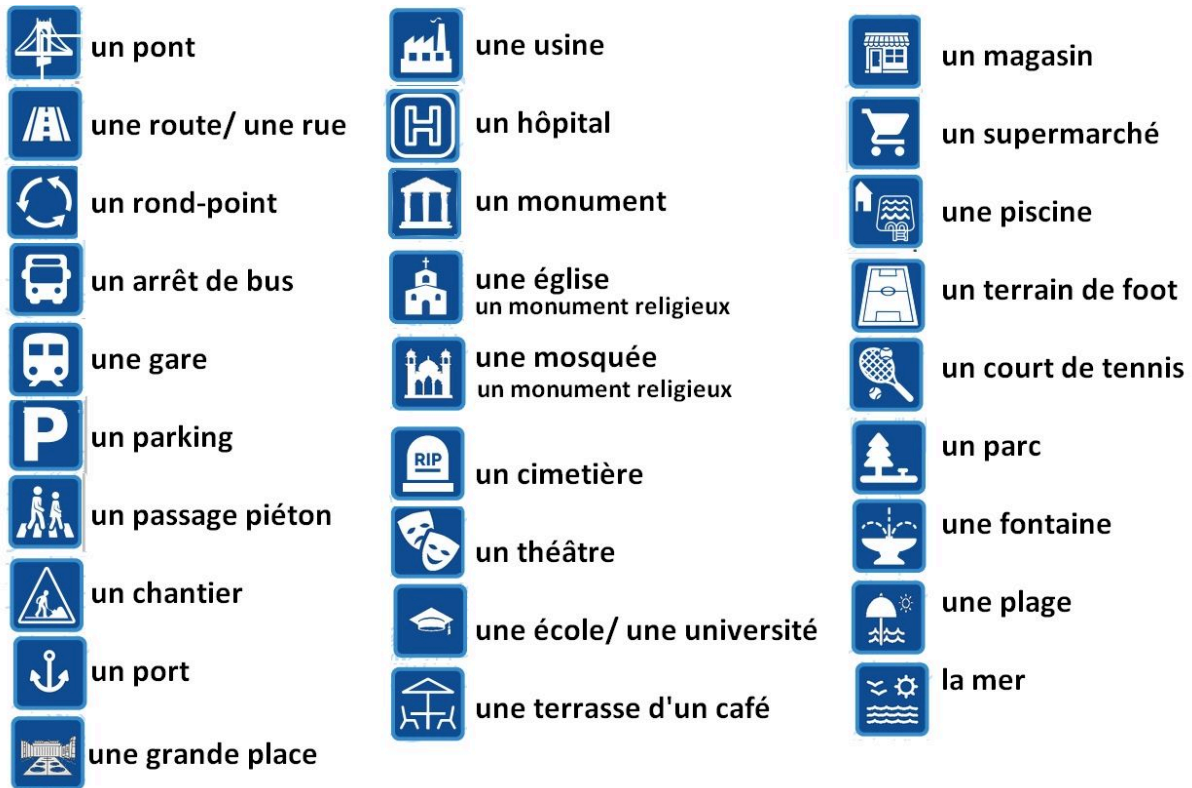 un pont
une route/ une rue
un rond-point
un arrêt de bus
une gare
P
un parking
un passage piéton
un chantier
un port
une grande place
une usine
H
un hôpital
un monument
une église
un monument religieux
une mosquée
un monument religieux
RIP
un cimetière
un théâtre
une école/ une université
une terrasse d'un café
un magasin
un supermarché
une piscine
un terrain de foot
un court de tennis
un parc
une fontaine
une plage
la mer